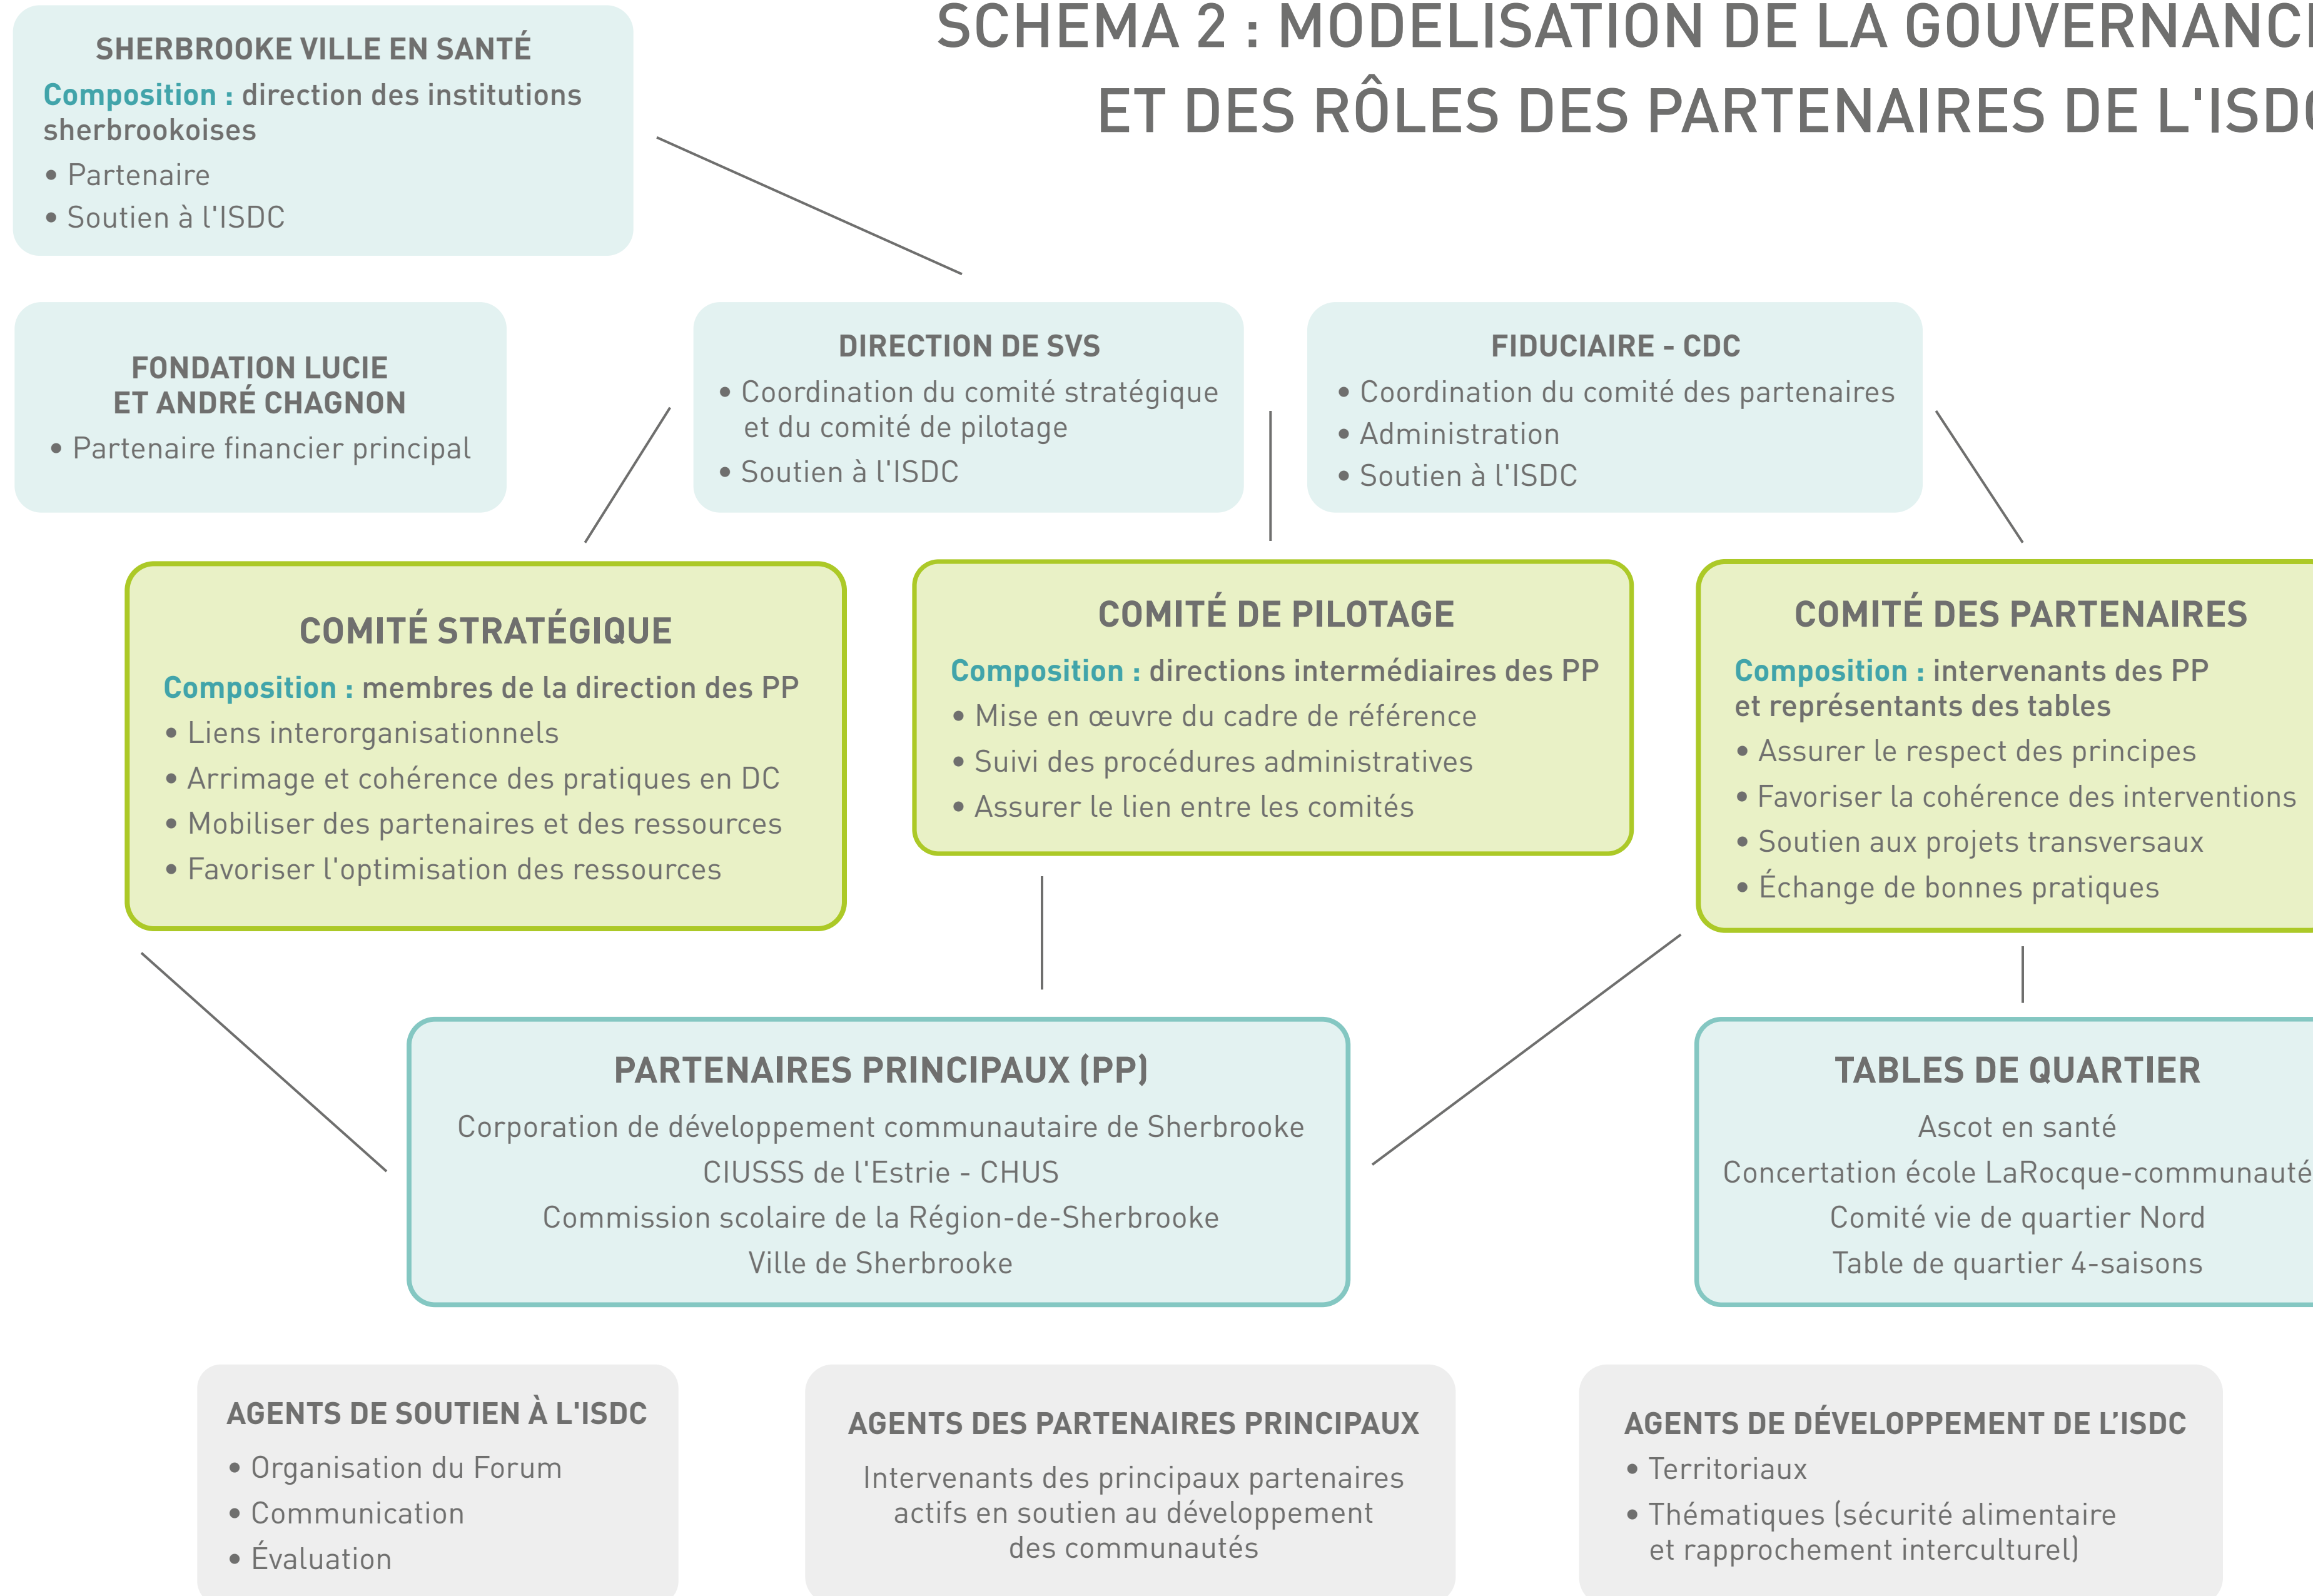 SCHÉMA 2 : MODÉLISATION DE LA GOUVERNANCE
ET DES RÔLES DES PARTENAIRES DE L'ISDC
SHERBROOKE VILLE EN SANTÉ
Composition : direction des institutions
sherbrookoises
• Partenaire
• Soutien à l'ISDC
FONDATION LUCIE
ET ANDRÉ CHAGNON
• Partenaire financier principal
DIRECTION DE SVS
• Coordination du comité stratégique
et du comité de pilotage
• Soutien à l'ISDC
FIDUCIAIRE - CDC
• Coordination du comité des partenaires
• Administration
• Soutien à l'ISDC
COMITÉ STRATÉGIQUE
Composition : membres de la direction des PP
• Liens interorganisationnels
• Arrimage et cohérence des pratiques en DC
• Mobiliser des partenaires et des ressources
• Favoriser l'optimisation des ressources
COMITÉ DE PILOTAGE
Composition : directions intermédiaires des PP
• Mise en œuvre du cadre de référence
• Suivi des procédures administratives
• Assurer le lien entre les comités
COMITÉ DES PARTENAIRES
Composition : intervenants des PP
et représentants des tables
• Assurer le respect des principes
• Favoriser la cohérence des interventions
• Soutien aux projets transversaux
• Échange de bonnes pratiques
PARTENAIRES PRINCIPAUX (PP)
Corporation de développement communautaire de Sherbrooke
CIUSSS de l'Estrie - CHUS
Commission scolaire de la Région-de-Sherbrooke
Ville de Sherbrooke
TABLES DE QUARTIER
Ascot en santé
Concertation école LaRocque-communauté
Comité vie de quartier Nord
Table de quartier 4-saisons
AGENTS DE SOUTIEN À L'ISDC
• Organisation du Forum
• Communication
• Évaluation
AGENTS DES PARTENAIRES PRINCIPAUX
Intervenants des principaux partenaires
actifs en soutien au développement
des communautés
AGENTS DE DÉVELOPPEMENT DE L’ISDC
• Territoriaux
• Thématiques (sécurité alimentaire
et rapprochement interculturel)